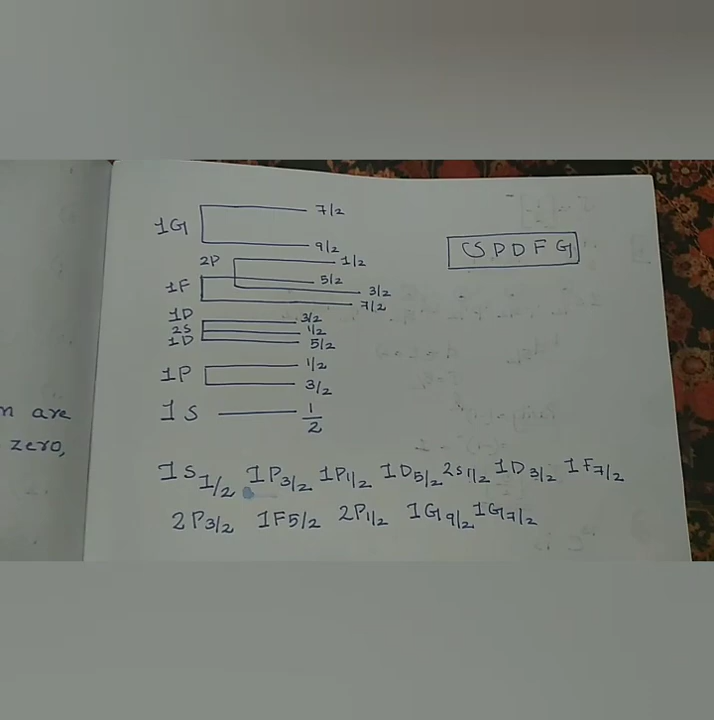 1G 7/2
9/2
2P 1/2
1F 5/2
3/2
7/2
1D 3/2
2S 1/2
1D 5/2
1P 1/2
3/2
1S 1/2
S P D F G
n are
zero,
1S1/2 1P3/2 1P1/2 1D5/2 2s1/2 1D3/2 1F7/2
2P3/2 1F5/2 2P1/2 1G9/2 1G7/2